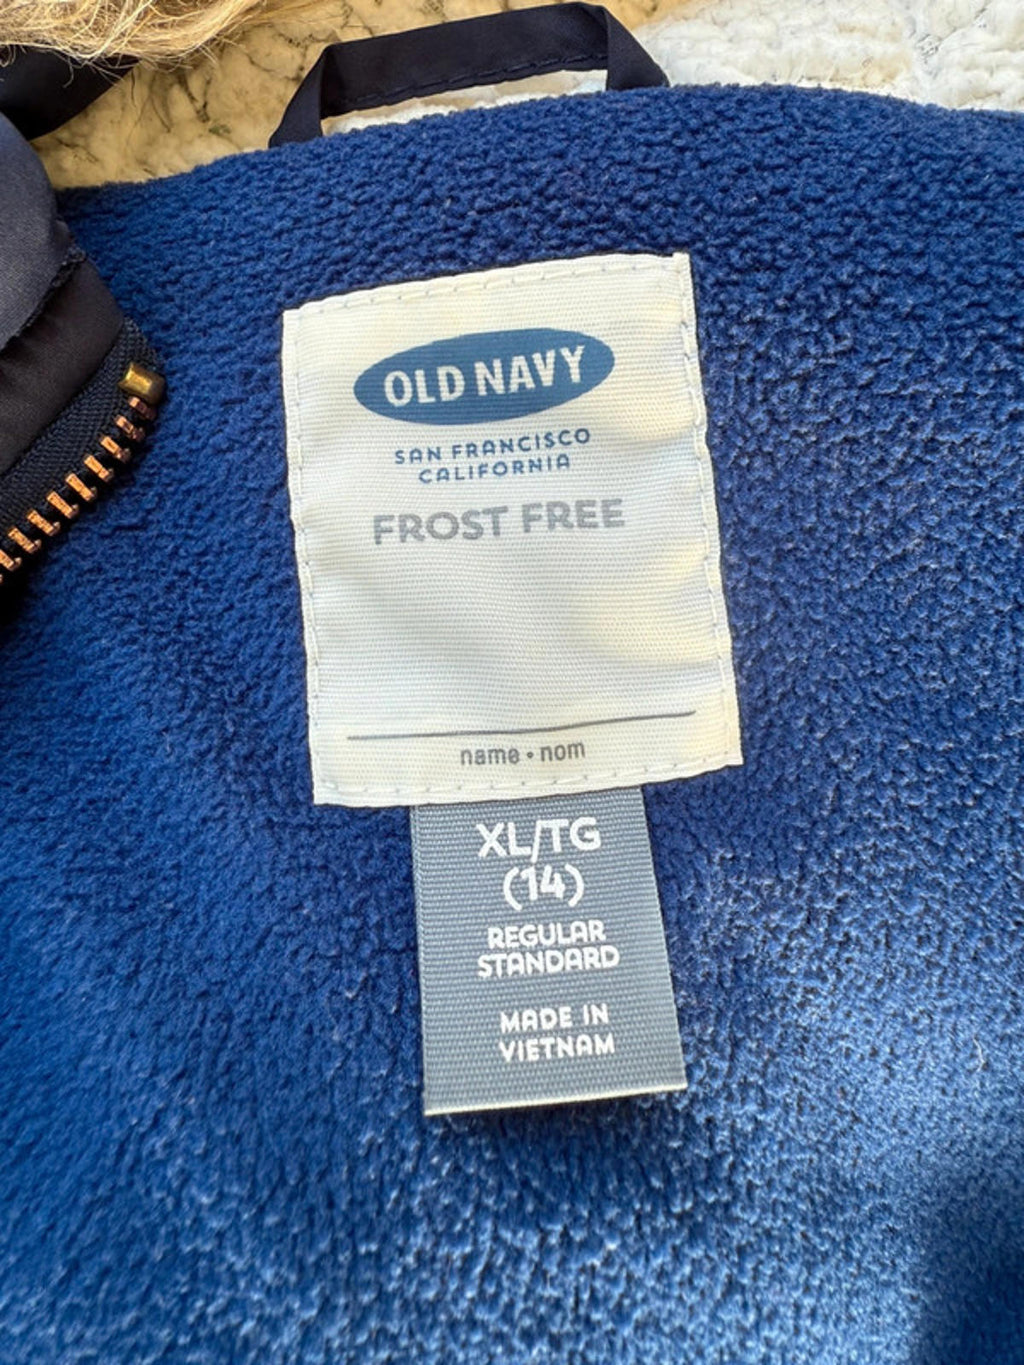 OLD NAVY
SAN FRANCISCO
CALIFORNIA
FROST FREE
name • nom
XL/TG
(14)
REGULAR
STANDARD
MADE IN
VIETNAM